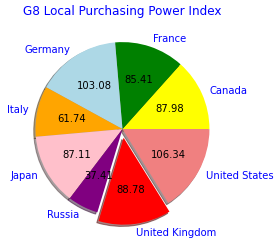 G8 Local Purchasing Power Index
France
85.41
Germany
103.08
Canada
87.98
Italy
61.74
Japan
87.11
Russia
37.41
United Kingdom
88.78
United States
106.34